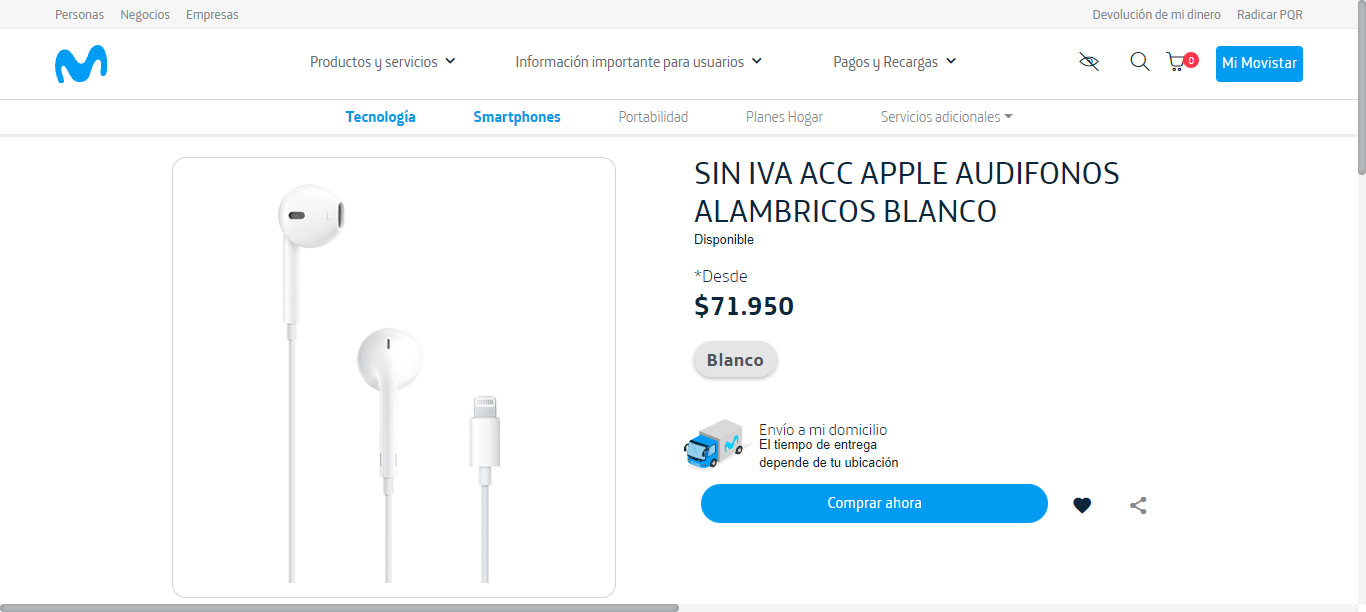 Personas Negocios Empresas Devolución de mi dinero Radicar PQR
Productos y servicios Información importante para usuarios Pagos y Recargas 0 Mi Movistar
Tecnología Smartphones Portabilidad Planes Hogar Servicios adicionales
SIN IVA ACC APPLE AUDIFONOS
ALAMBRICOS BLANCO
Disponible
*Desde
$71.950
Blanco
Envío a mi domicilio
El tiempo de entrega
depende de tu ubicación
Comprar ahora
L